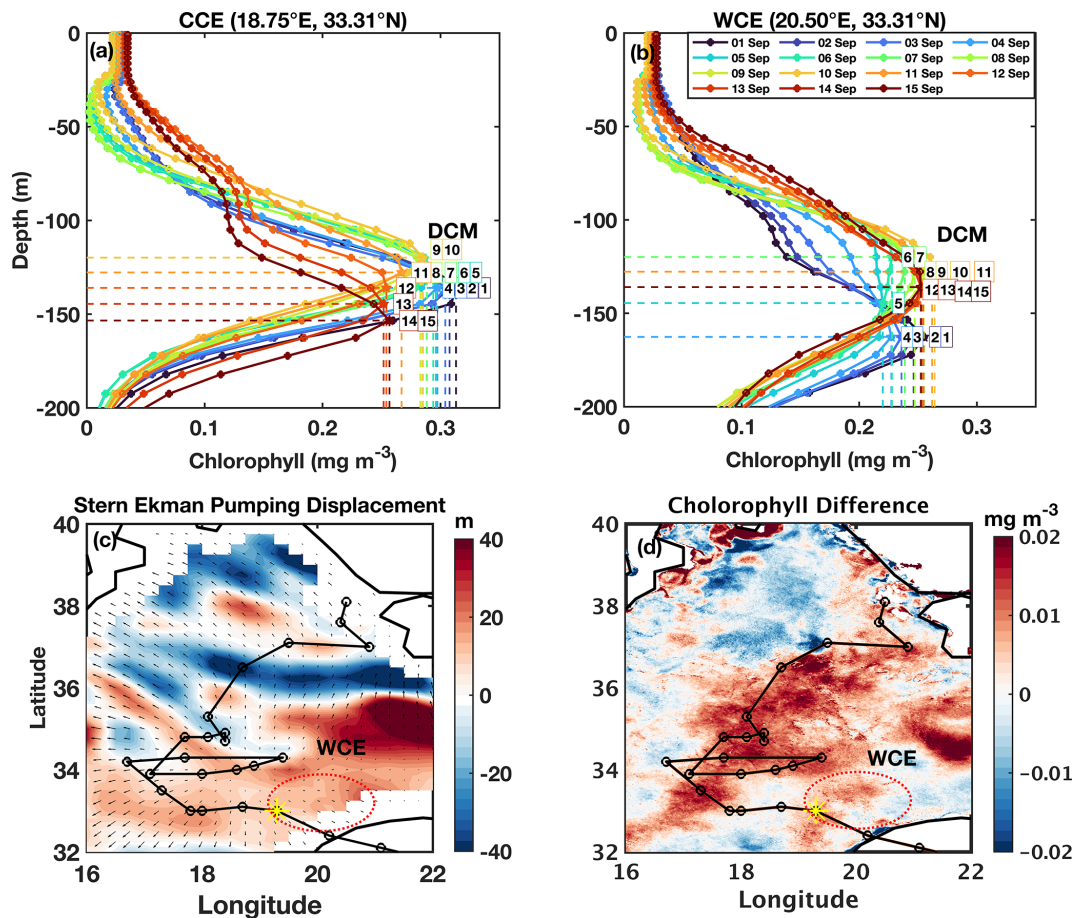 CCE (18.75°E, 33.31°N)
(a)
0
-50
-100
-150
-200
Depth (m)
DCM
9 10
11 8 7 6 5
12 4 3 2 1
13
14 15
0 0.1 0.2 0.3
Chlorophyll (mg m-3)
WCE (20.50°E, 33.31°N)
(b)
01 Sep 02 Sep 03 Sep 04 Sep
05 Sep 06 Sep 07 Sep 08 Sep
09 Sep 10 Sep 11 Sep 12 Sep
13 Sep 14 Sep 15 Sep
0
-50
-100
-150
-200
DCM
6 7
8 9 10 11
12 13 14 15
5
4 3 2 1
0 0.1 0.2 0.3
Chlorophyll (mg m-3)
Stern Ekman Pumping Displacement
(c)
m
40
38
36
34
32
Latitude
WCE
16 18 20 22
Longitude
40
20
0
-20
-40
Cholorophyll Difference
(d)
mg m-3
WCE
16 18 20 22
Longitude
0.02
0.01
0
-0.01
-0.02